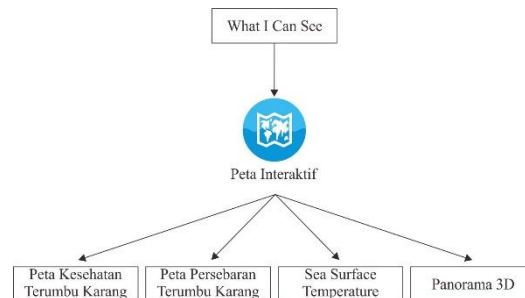 What I Can See
Peta Interaktif
Peta Kesehatan
Terumbu Karang
Peta Persebaran
Terumbu Karang
Sea Surface
Temperature
Panorama 3D